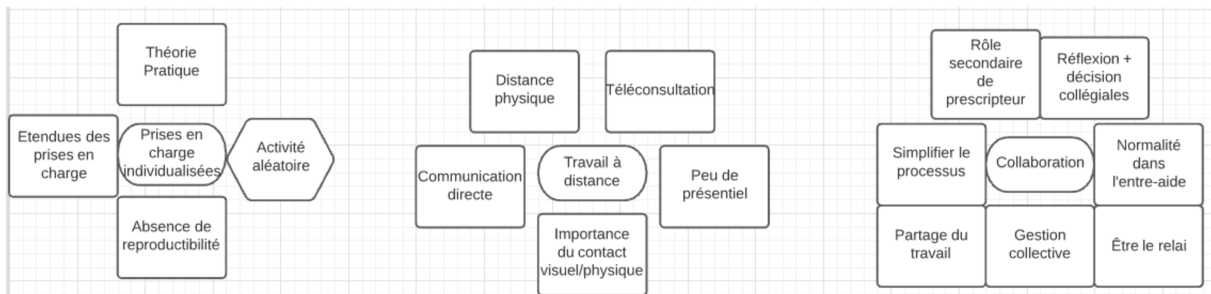 Théorie
Pratique
Etendues des
prises en
charge
Prises en
charge
individualisées
Activité
aléatoire
Absence de
reproductibilité
Distance
physique
Téléconsultation
Communication
directe
Travail à
distance
Peu de
présentiel
Importance
du contact
visuel/physique
Rôle
secondaire
de
prescripteur
Réflexion +
décision
collégiales
Simplifier le
processus
Collaboration
Normalité
dans
l'entre-aide
Partage du
travail
Gestion
collective
Être le relai